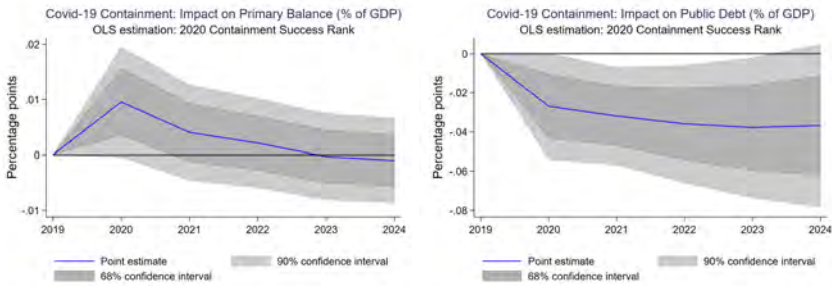 Covid-19 Containment: Impact on Primary Balance (% of GDP)
OLS estimation: 2020 Containment Success Rank
Percentage points
.02
.01
0
-.01
2019 2020 2021 2022 2023 2024
Point estimate 90% confidence interval
68% confidence interval
Covid-19 Containment: Impact on Public Debt (% of GDP)
OLS estimation: 2020 Containment Success Rank
Percentage points
0
-.02
-.04
-.06
-.08
2019 2020 2021 2022 2023 2024
Point estimate 90% confidence interval
68% confidence interval